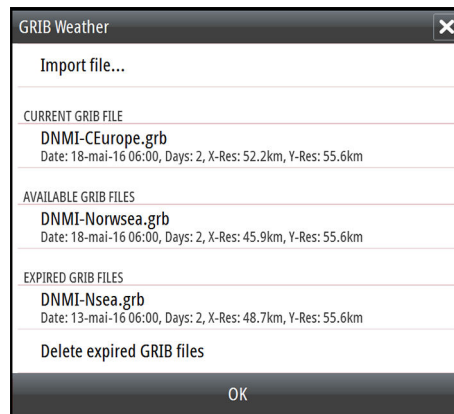 GRIB Weather
Import file...
CURRENT GRIB FILE
DNMI-CEurope.grb
Date: 18-mai-16 06:00, Days: 2, X-Res: 52.2km, Y-Res: 55.6km
AVAILABLE GRIB FILES
DNMI-Norwsea.grb
Date: 18-mai-16 06:00, Days: 2, X-Res: 45.9km, Y-Res: 55.6km
EXPIRED GRIB FILES
DNMI-Nsea.grb
Date: 13-mai-16 06:00, Days: 2, X-Res: 48.7km, Y-Res: 55.6km
Delete expired GRIB files
OK